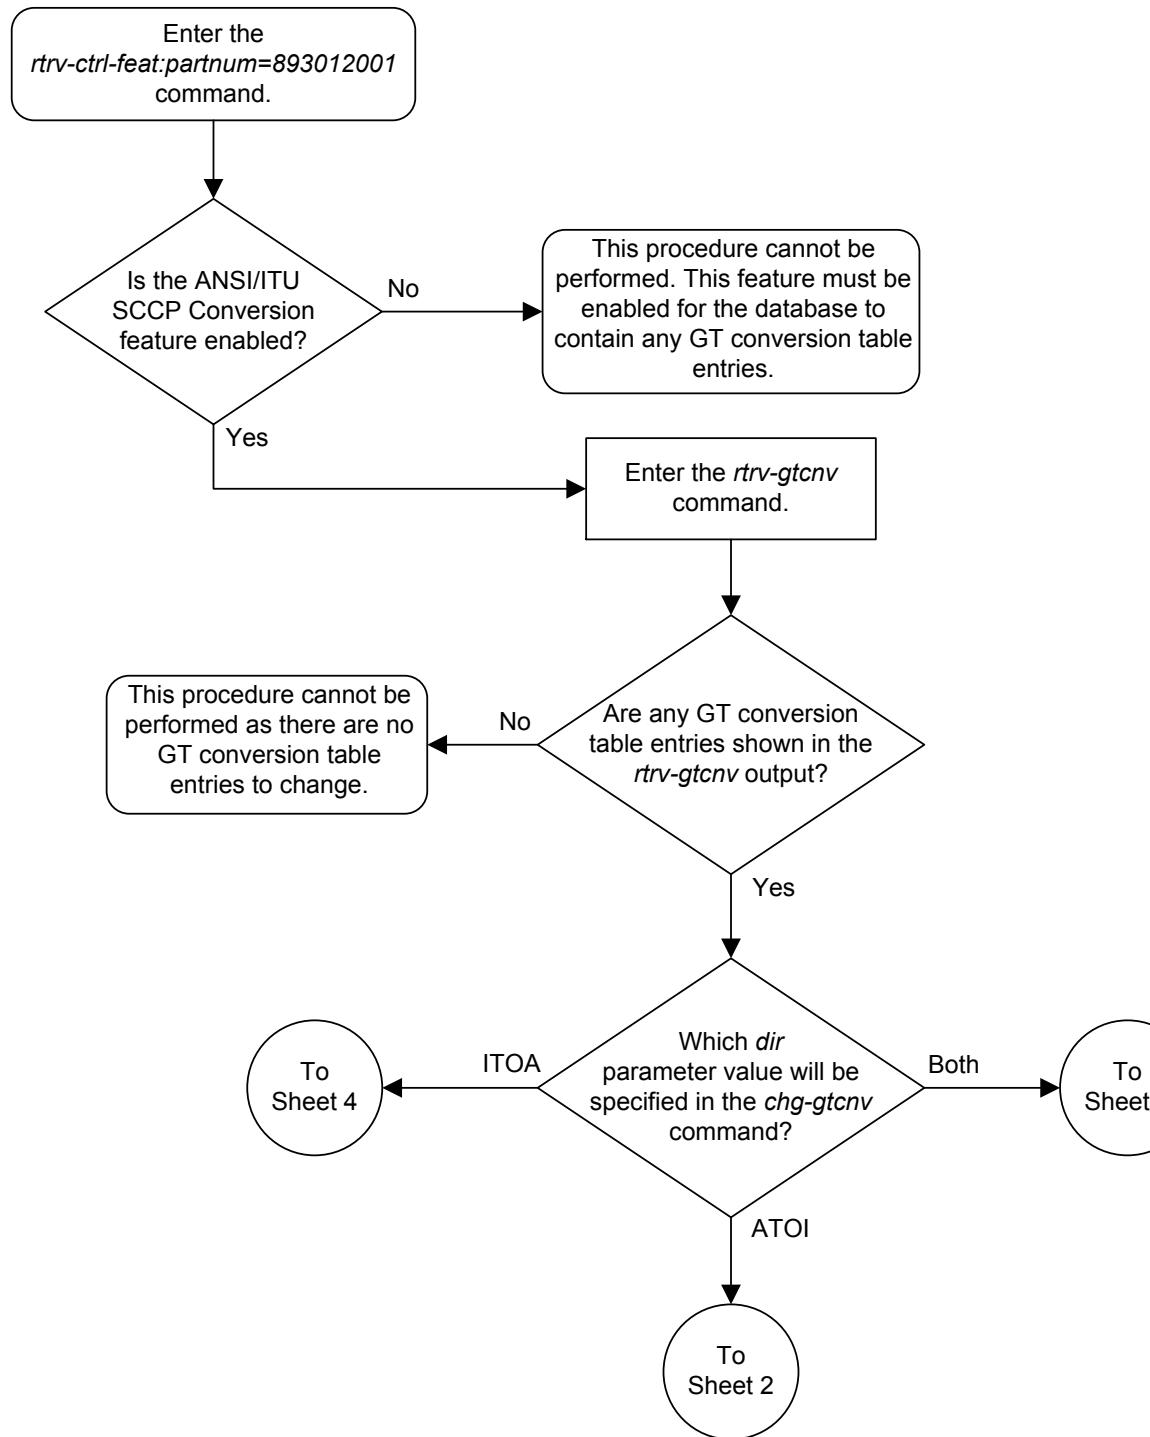 Enter the
rtrv-ctrl-feat:partnum=893012001
command.
Is the ANSI/ITU
SCCP Conversion
feature enabled?
No
This procedure cannot be
performed. This feature must be
enabled for the database to
contain any GT conversion table
entries.
Yes
Enter the rtrv-gtcnv
command.
Are any GT conversion
table entries shown in the
rtrv-gtcnv output?
No
This procedure cannot be
performed as there are no
GT conversion table
entries to change.
Yes
Which dir
parameter value will be
specified in the chg-gtcnv
command?
ITOA
To
Sheet 4
Both
To
Sheet
ATOI
To
Sheet 2